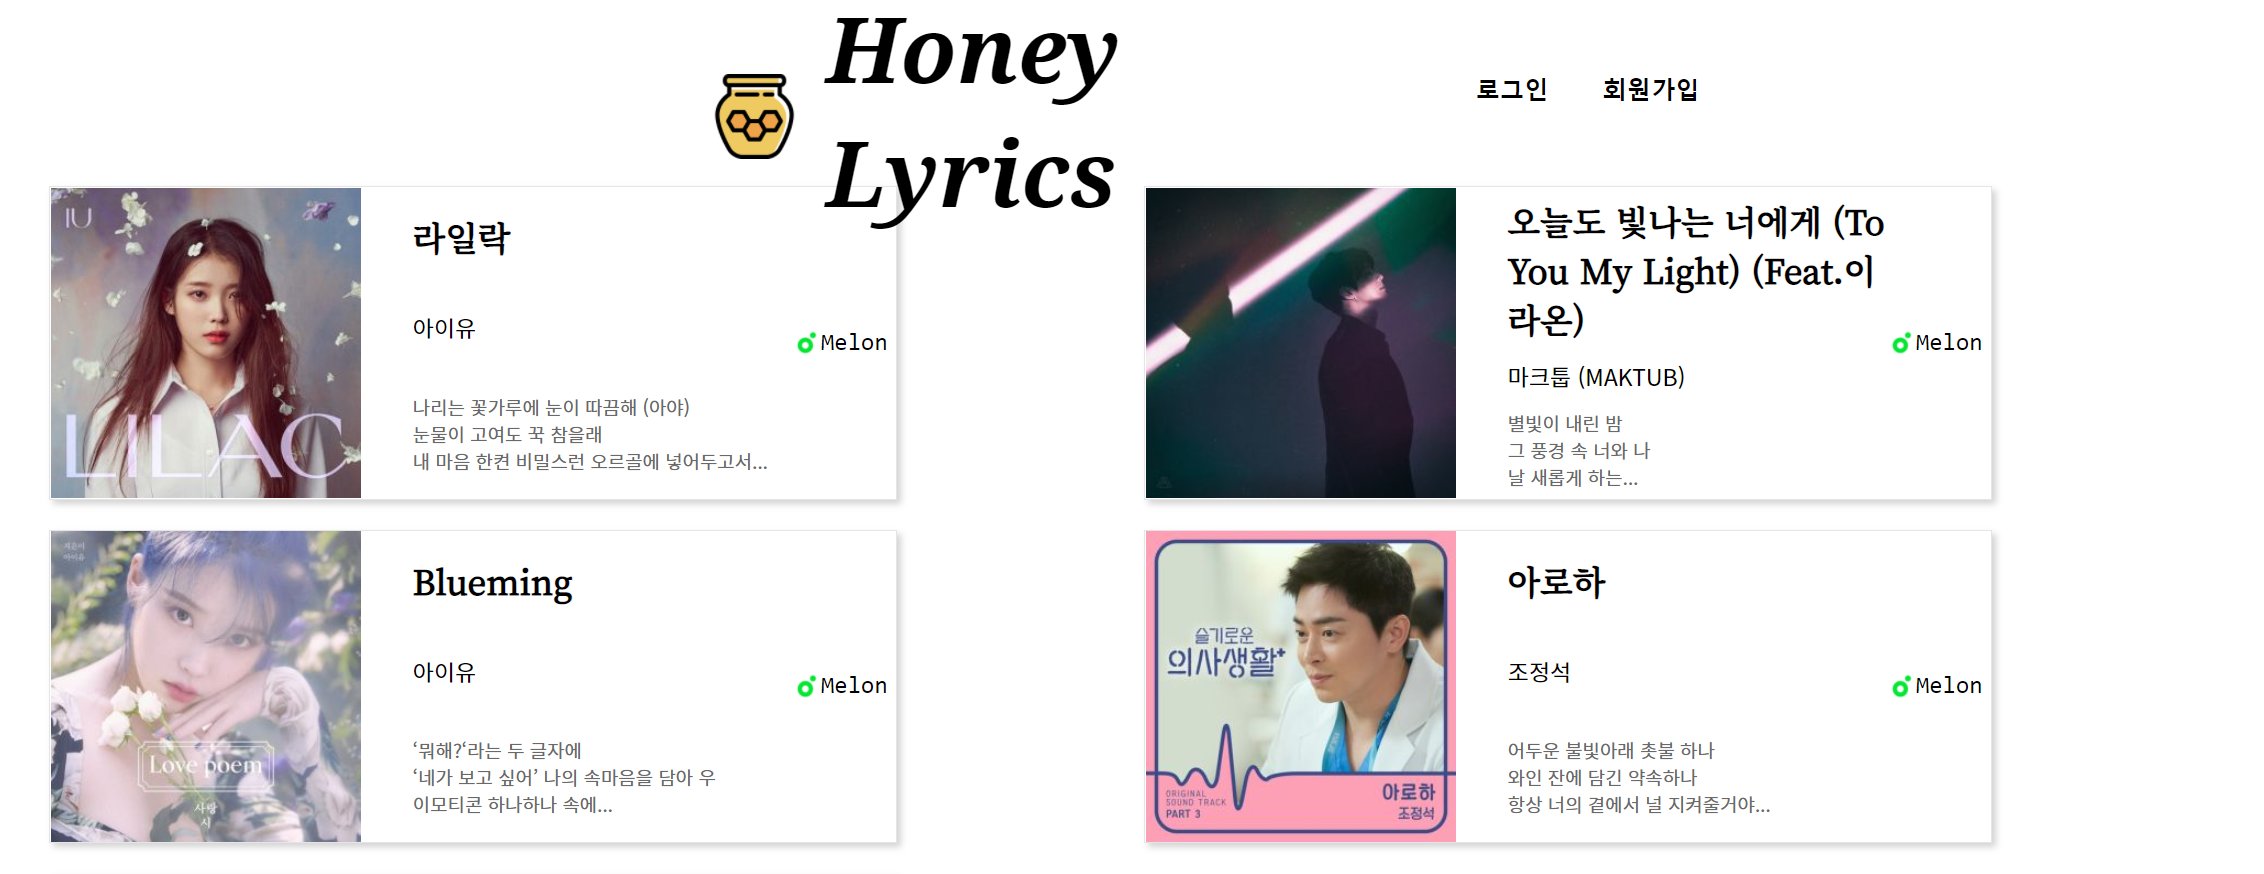 Honey
Lyrics
로그인
회원가입
IU
LILAC
라일락
아이유
Melon
나리는 꽃가루에 눈이 따끔해 (아야)
눈물이 고여도 꾹 참을래
내 마음 한켠 비밀스런 오르골에 넣어두고서...
오늘도 빛나는 너에게 (To
You My Light) (Feat.이
라온)
마크툽 (MAKTUB)
Melon
별빛이 내린 밤
그 풍경 속 너와 나
날 새롭게 하는...
Love poem
사랑
시
Blueming
아이유
Melon
‘뭐해?‘라는 두 글자에
‘네가 보고 싶어’ 나의 속마음을 담아 우
이모티콘 하나하나 속에...
슬기로운
의사생활+
ORIGINAL
SOUND TRACK
PART 3
아로하
조정석
아로하
조정석
Melon
어두운 불빛아래 촛불 하나
와인 잔에 담긴 약속하나
항상 너의 곁에서 널 지켜줄거야...